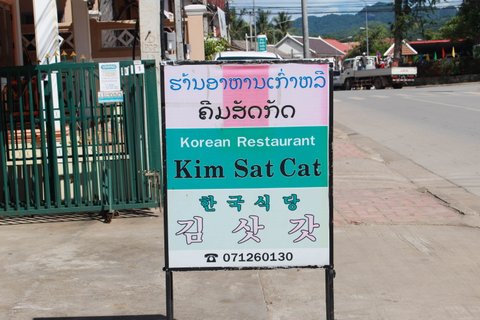 ຮ້ານອາຫານເກົາຫລີ
ຄີມສັດກັດ
Korean Restaurant
Kim Sat Cat
한국식당
김 삿 갓
☎ 071260130